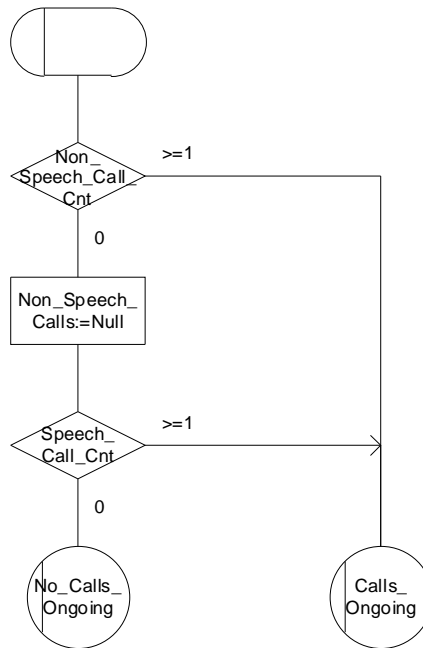 Non_
Speech_Call_
Cnt
>=1
0
Non_Speech_
Calls:=Null
Speech_
Call_Cnt
>=1
0
No_Calls_
Ongoing
Calls_
Ongoing